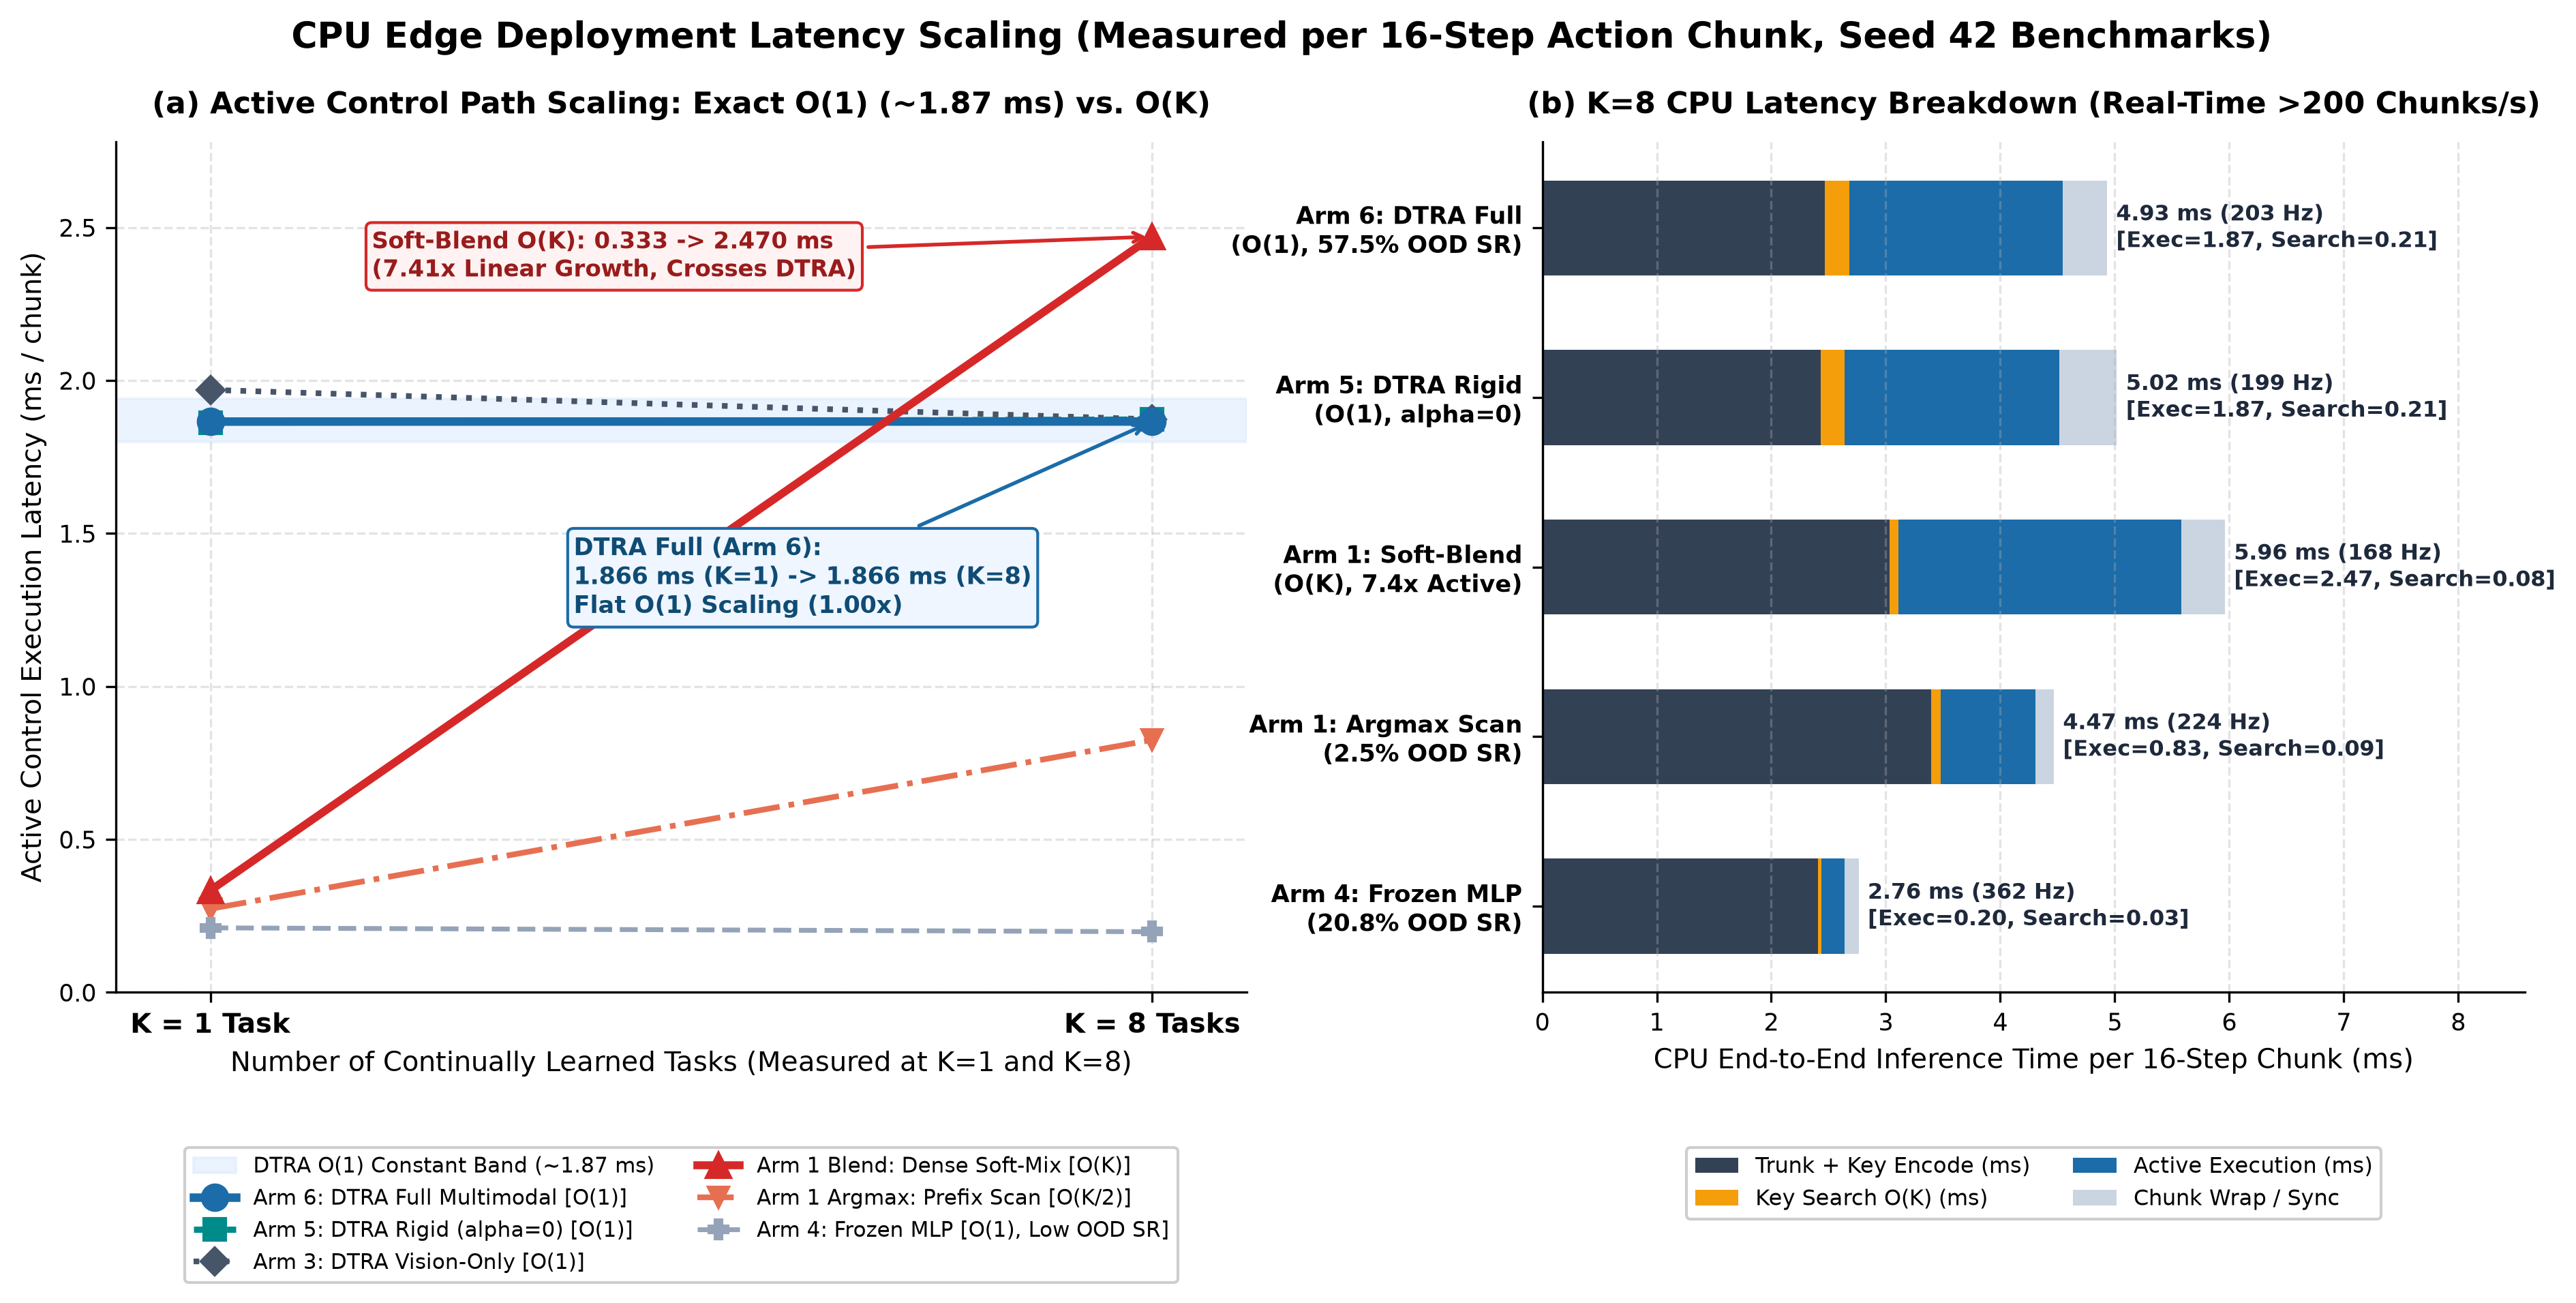 CPU Edge Deployment Latency Scaling (Measured per 16-Step Action Chunk, Seed 42 Benchmarks)
(a) Active Control Path Scaling: Exact O(1) (~1.87 ms) vs. O(K)
Active Control Execution Latency (ms / chunk)
2.5
2.0
1.5
1.0
0.5
0.0
Soft-Blend O(K): 0.333 -> 2.470 ms
(7.41x Linear Growth, Crosses DTRA)
DTRA Full (Arm 6):
1.866 ms (K=1) -> 1.866 ms (K=8)
Flat O(1) Scaling (1.00x)
K = 1 Task
K = 8 Tasks
Number of Continually Learned Tasks (Measured at K=1 and K=8)
DTRA O(1) Constant Band (~1.87 ms)
Arm 6: DTRA Full Multimodal [O(1)]
Arm 5: DTRA Rigid (alpha=0) [O(1)]
Arm 3: DTRA Vision-Only [O(1)]
Arm 1 Blend: Dense Soft-Mix [O(K)]
Arm 1 Argmax: Prefix Scan [O(K/2)]
Arm 4: Frozen MLP [O(1), Low OOD SR]
(b) K=8 CPU Latency Breakdown (Real-Time >200 Chunks/s)
Arm 6: DTRA Full
(O(1), 57.5% OOD SR)
4.93 ms (203 Hz)
[Exec=1.87, Search=0.21]
Arm 5: DTRA Rigid
(O(1), alpha=0)
5.02 ms (199 Hz)
[Exec=1.87, Search=0.21]
Arm 1: Soft-Blend
(O(K), 7.4x Active)
5.96 ms (168 Hz)
[Exec=2.47, Search=0.08]
Arm 1: Argmax Scan
(2.5% OOD SR)
4.47 ms (224 Hz)
[Exec=0.83, Search=0.09]
Arm 4: Frozen MLP
(20.8% OOD SR)
2.76 ms (362 Hz)
[Exec=0.20, Search=0.03]
0 1 2 3 4 5 6 7 8
CPU End-to-End Inference Time per 16-Step Chunk (ms)
Trunk + Key Encode (ms)
Key Search O(K) (ms)
Active Execution (ms)
Chunk Wrap / Sync